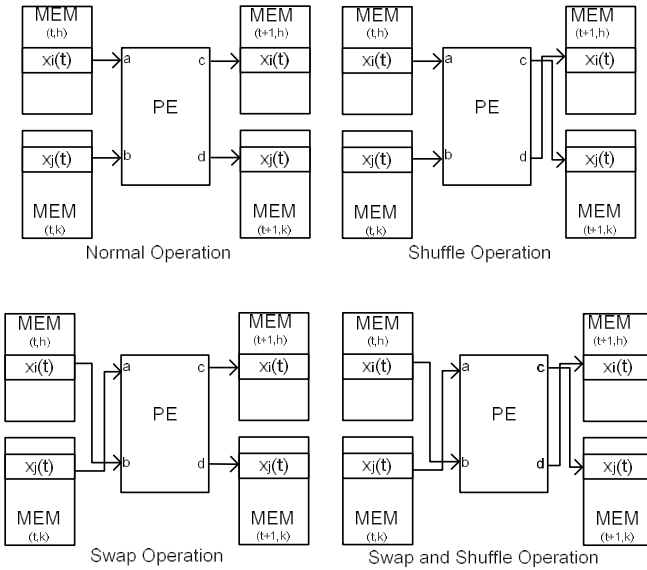 MEM
(t,h)
xi(t)
a
c
PE
b
d
xj(t)
MEM
(t,k)
MEM
(t+1,h)
xi(t)
xj(t)
MEM
(t+1,k)
Normal Operation
MEM
(t,h)
xi(t)
a
c
PE
b
d
xj(t)
MEM
(t,k)
MEM
(t+1,h)
xi(t)
xj(t)
MEM
(t+1,k)
Shuffle Operation
MEM
(t,h)
xi(t)
a
c
PE
b
d
xj(t)
MEM
(t,k)
MEM
(t+1,h)
xi(t)
xj(t)
MEM
(t+1,k)
Swap Operation
MEM
(t,h)
xi(t)
a
c
PE
b
d
xj(t)
MEM
(t,k)
MEM
(t+1,h)
xi(t)
xj(t)
MEM
(t+1,k)
Swap and Shuffle Operation